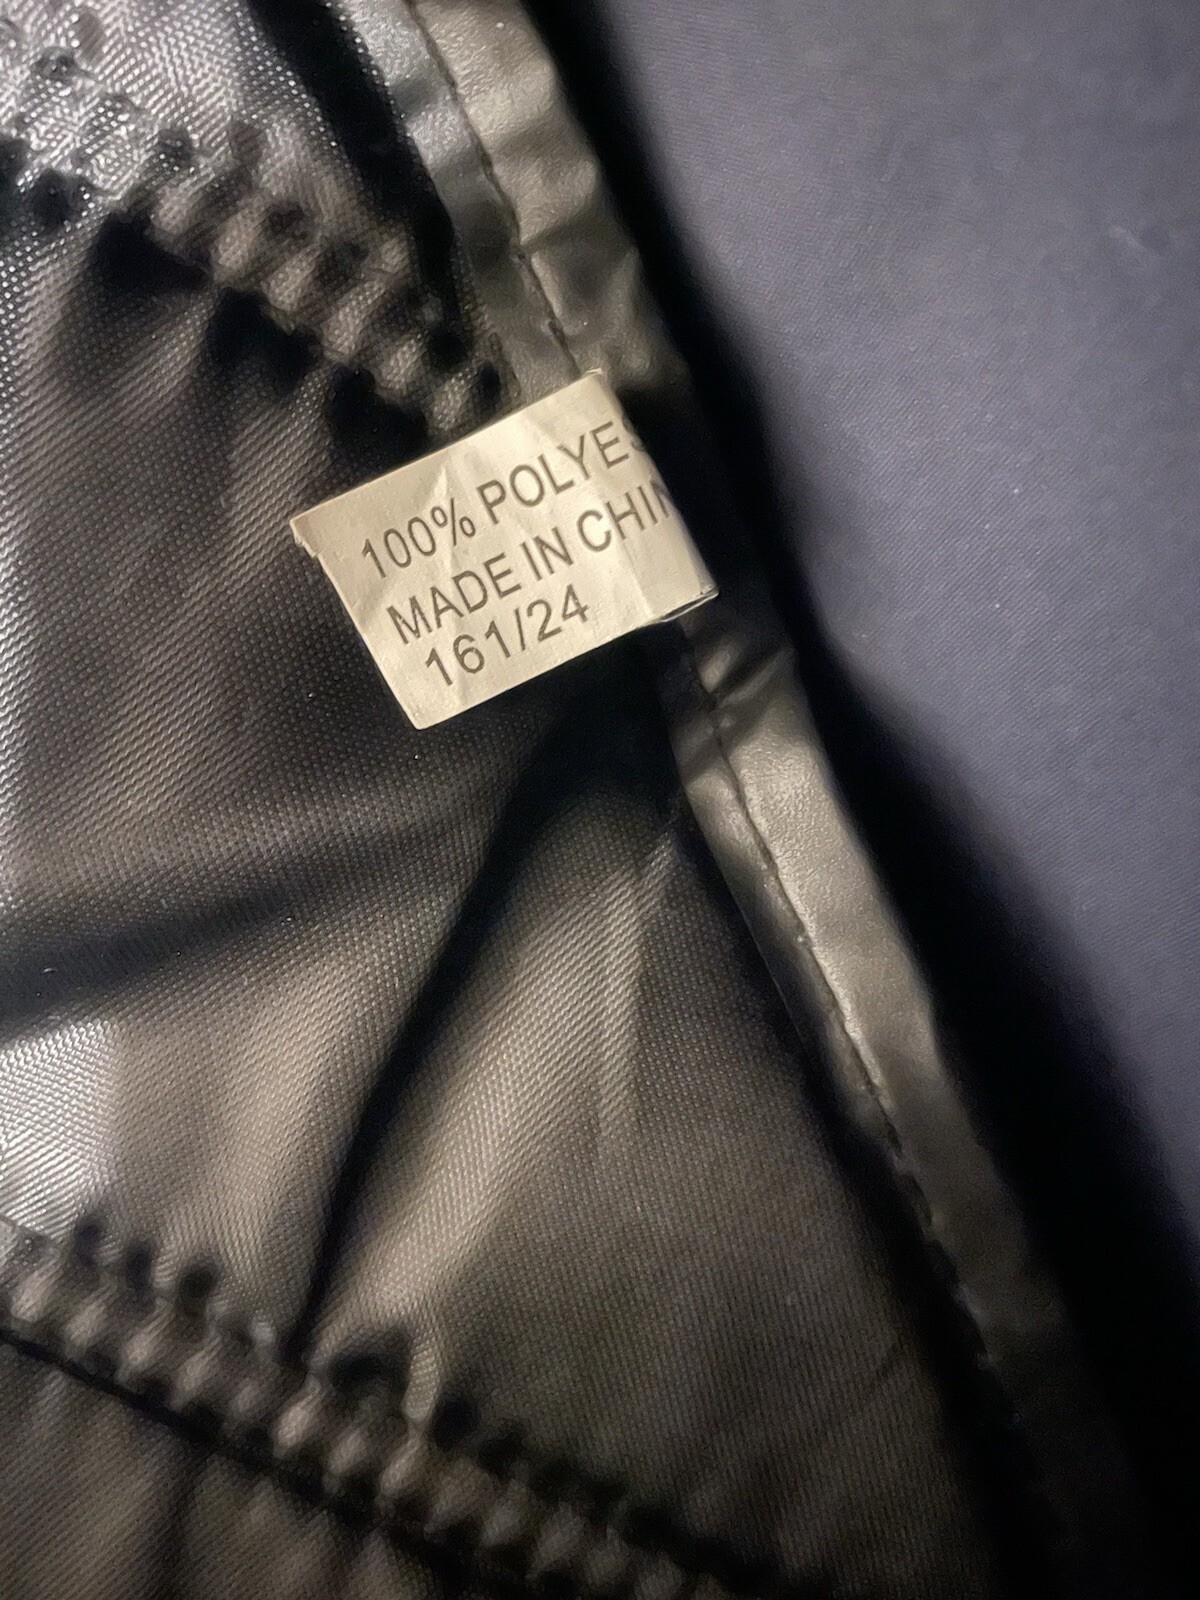 100% POLYES
MADE IN CHIN
161/24